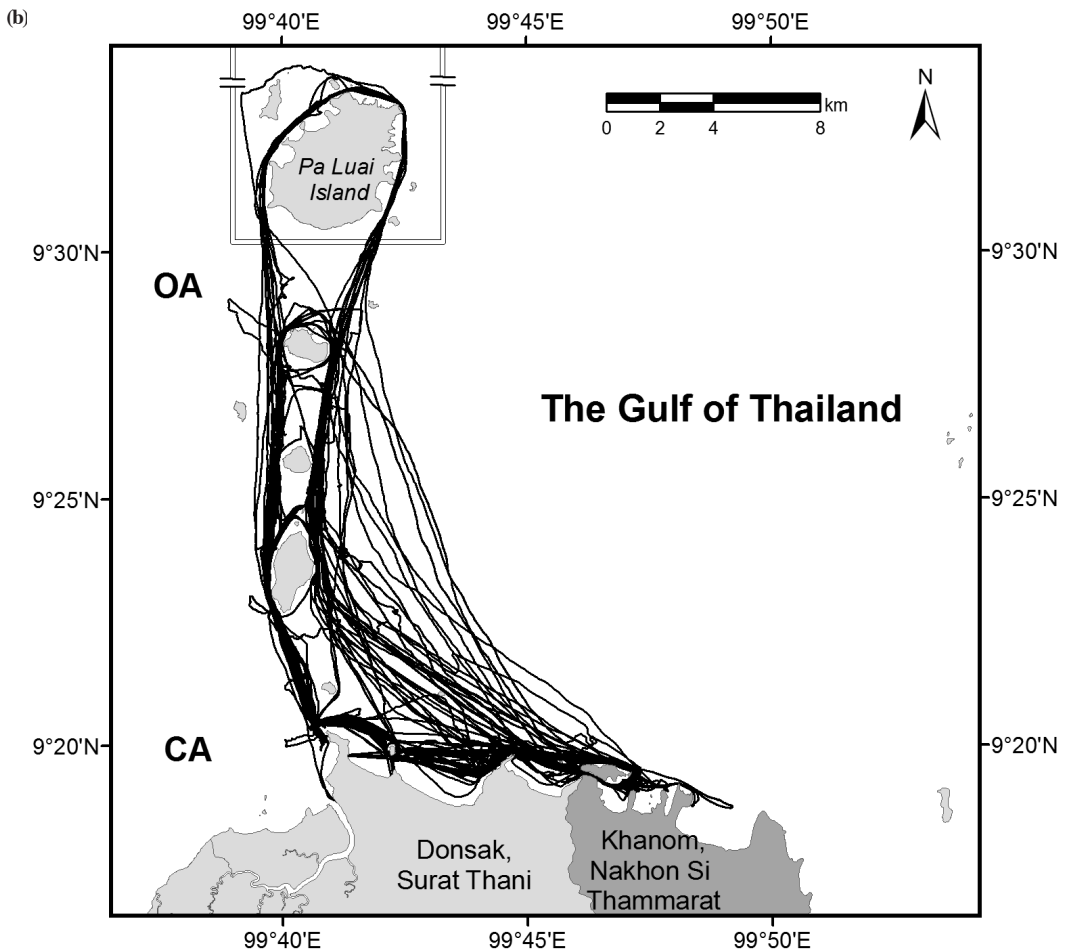 (b)
99°40'E
99°45'E
99°50'E
N
km
0 2 4 8
Pa Luai
Island
9°30'N
9°30'N
OA
The Gulf of Thailand
9°25'N
9°25'N
9°20'N
9°20'N
CA
Donsak,
Surat Thani
Khanom,
Nakhon Si
Thammarat
99°40'E
99°45'E
99°50'E